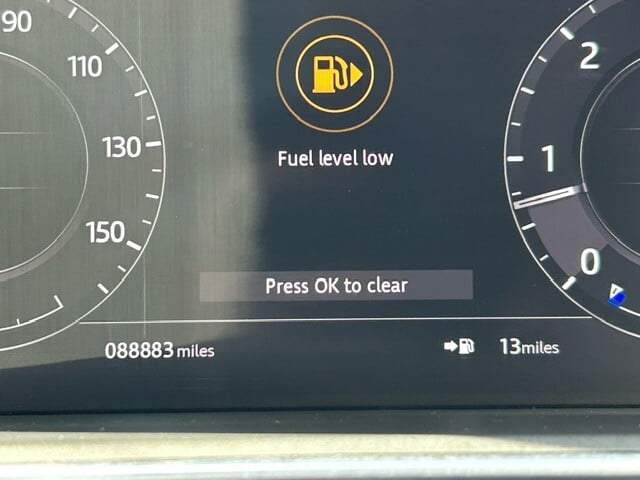 90
110
130
150
Fuel level low
Press OK to clear
088883 miles
13miles
2
1
0